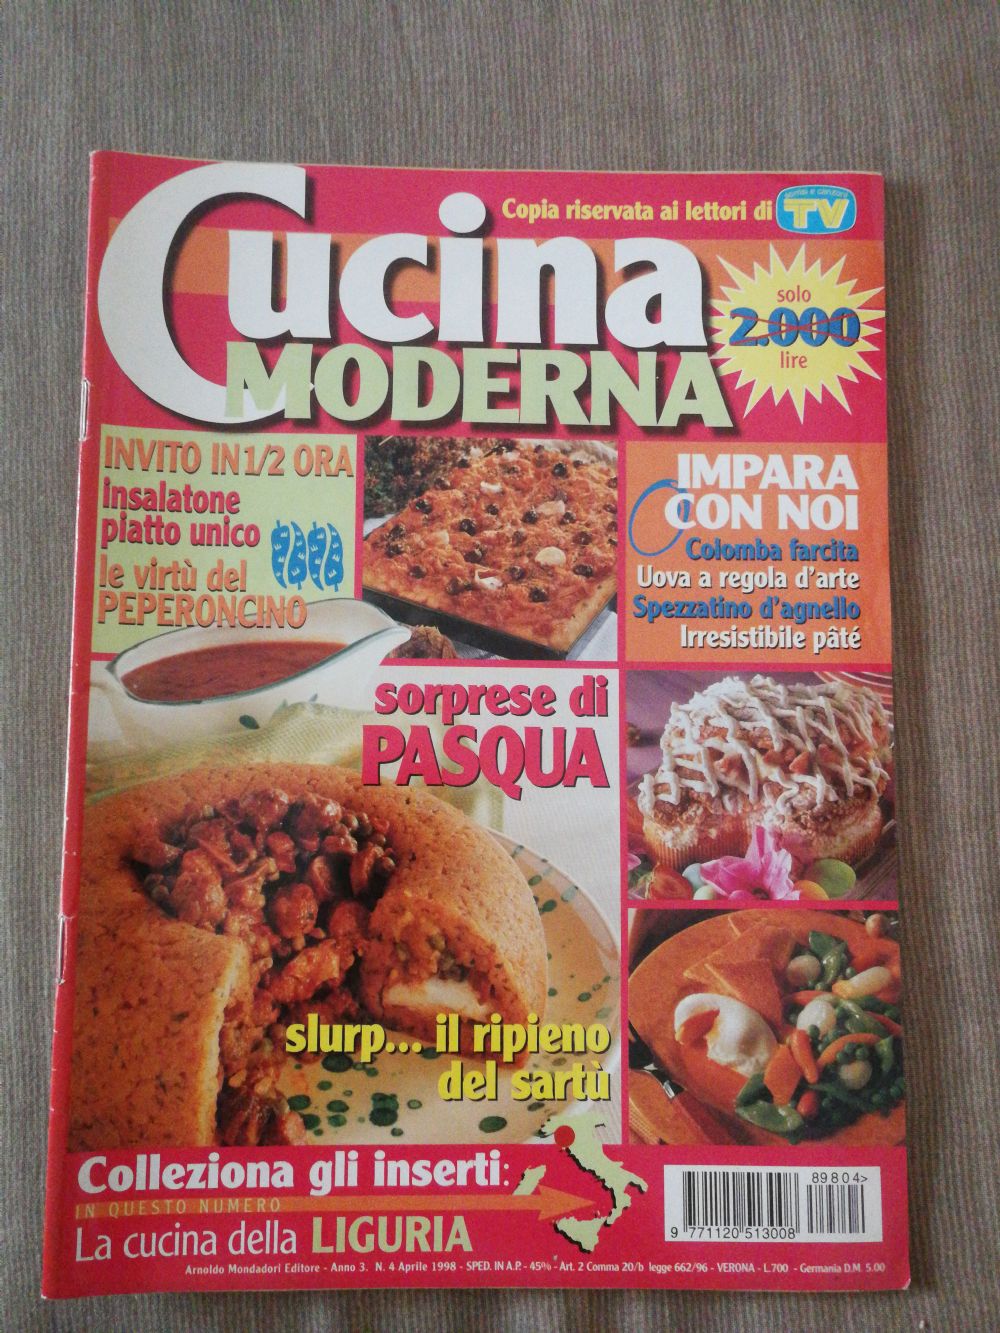 Copia riservata ai lettori di
sorrisi e canzoni
TV
Cucina
MODERNA
solo
2.000
lire
INVITO IN 1/2 ORA
insalatone
piatto unico
le virtù del
PEPERONCINO
IMPARA
CON NOI
Colomba farcita
Uova a regola d'arte
Spezzatino d'agnello
Irresistibile pâté
sorprese di
PASQUA
slurp... il ripieno
del sartù
Colleziona gli inserti:
IN QUESTO NUMERO
La cucina della LIGURIA
89804>
9 771120 513008
Arnoldo Mondadori Editore - Anno 3. N. 4 Aprile 1998 - SPED. IN A.P. - 45% - Art. 2 Comma 20/b legge 662/96 - VERONA - L.700 - Germania D.M. 5.00